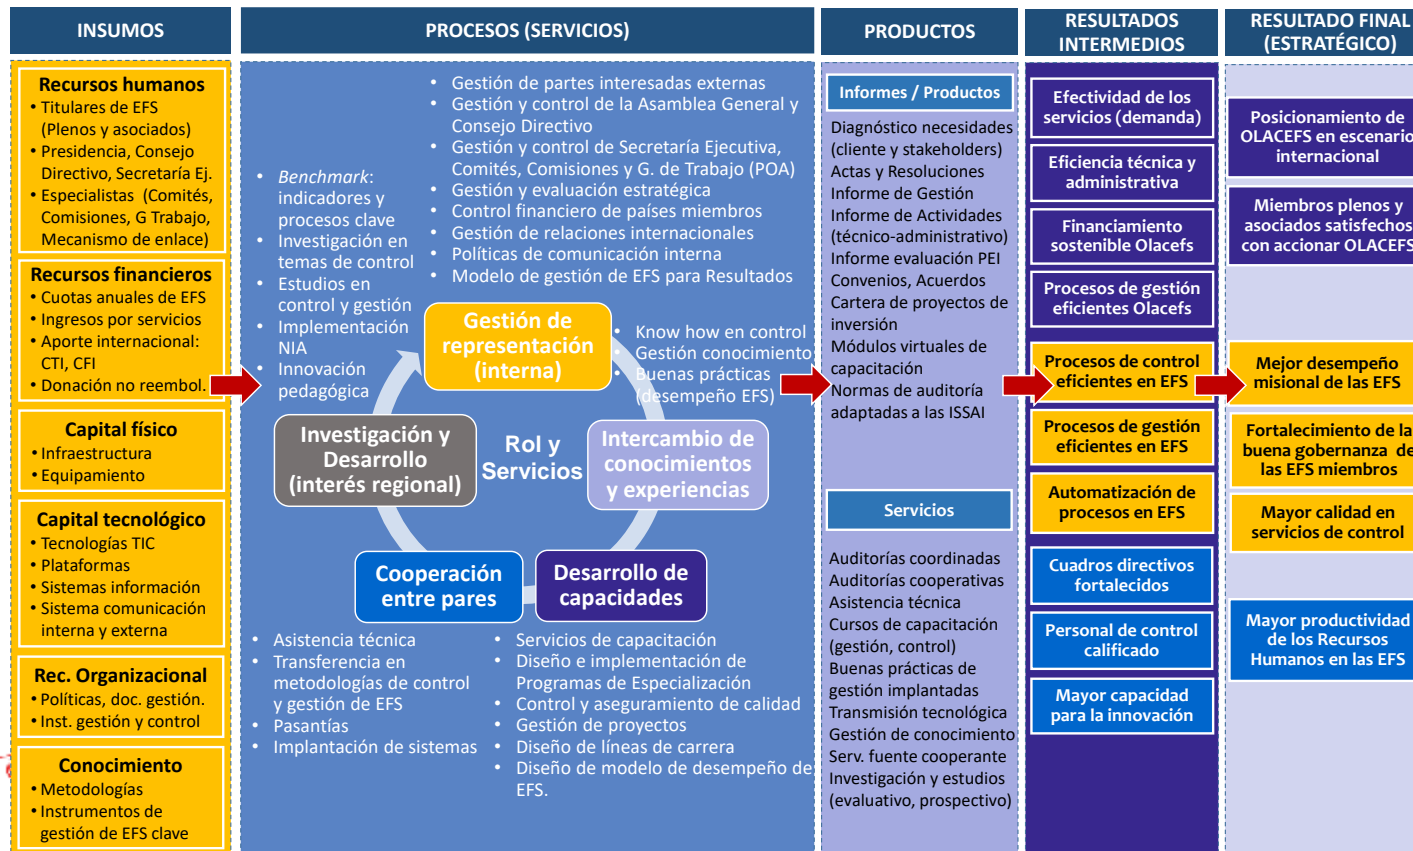 INSUMOS
Recursos humanos
• Titulares de EFS
(Plenos y asociados)
• Presidencia, Consejo
Directivo, Secretaría Ej.
• Especialistas (Comités,
Comisiones, G Trabajo,
Mecanismo de enlace)
Recursos financieros
• Cuotas anuales de EFS
• Ingresos por servicios
• Aporte internacional:
CTI, CFI
• Donación no reembol.
Capital físico
• Infraestructura
• Equipamiento
Capital tecnológico
• Tecnologías TIC
• Plataformas
• Sistemas información
• Sistema comunicación
interna y externa
Rec. Organizacional
• Políticas, doc. gestión.
• Inst. gestión y control
Conocimiento
• Metodologías
• Instrumentos de
gestión de EFS clave
PROCESOS (SERVICIOS)
• Gestión de partes interesadas externas
• Gestión y control de la Asamblea General y
Consejo Directivo
• Gestión y control de Secretaría Ejecutiva,
Comités, Comisiones y G. de Trabajo (POA)
• Gestión y evaluación estratégica
• Control financiero de países miembros
• Gestión de relaciones internacionales
• Políticas de comunicación interna
• Modelo de gestión de EFS para Resultados
• Benchmark:
indicadores y
procesos clave
• Investigación en
temas de control
• Estudios en
control y gestión
• Implementación
NIA
• Innovación
pedagógica
Gestión de
representación
(interna)
• Know how en control
• Gestión conocimiento
• Buenas prácticas
(desempeño EFS)
Investigación y
Desarrollo
(interés regional)
Rol y
Servicios
Intercambio de
conocimientos
y experiencias
Cooperación
entre pares
Desarrollo de
capacidades
• Asistencia técnica
• Transferencia en
metodologías de control
y gestión de EFS
• Pasantías
• Implantación de sistemas
• Servicios de capacitación
• Diseño e implementación de
Programas de Especialización
• Control y aseguramiento de calidad
• Gestión de proyectos
• Diseño de líneas de carrera
• Diseño de modelo de desempeño de
EFS.
PRODUCTOS
Informes / Productos
Diagnóstico necesidades
(cliente y stakeholders)
Actas y Resoluciones
Informe de Gestión
Informe de Actividades
(técnico-administrativo)
Informe evaluación PEI
Convenios, Acuerdos
Cartera de proyectos de
inversión
Módulos virtuales de
capacitación
Normas de auditoría
adaptadas a las ISSAI
Servicios
Auditorías coordinadas
Auditorías cooperativas
Asistencia técnica
Cursos de capacitación
(gestión, control)
Buenas prácticas de
gestión implantadas
Transmisión tecnológica
Gestión de conocimiento
Serv. fuente cooperante
Investigación y estudios
(evaluativo, prospectivo)
RESULTADOS
INTERMEDIOS
Efectividad de los
servicios (demanda)
Eficiencia técnica y
administrativa
Financiamiento
sostenible Olacefs
Procesos de gestión
eficientes Olacefs
Procesos de control
eficientes en EFS
Procesos de gestión
eficientes en EFS
Automatización de
procesos en EFS
Cuadros directivos
fortalecidos
Personal de control
calificado
Mayor capacidad
para la innovación
RESULTADO FINAL
(ESTRATÉGICO)
Posicionamiento de
OLACEFS en escenario
internacional
Miembros plenos y
asociados satisfechos
con accionar OLACEFS
Mejor desempeño
misional de las EFS
Fortalecimiento de la
buena gobernanza de
las EFS miembros
Mayor calidad en
servicios de control
Mayor productividad
de los Recursos
Humanos en las EFS